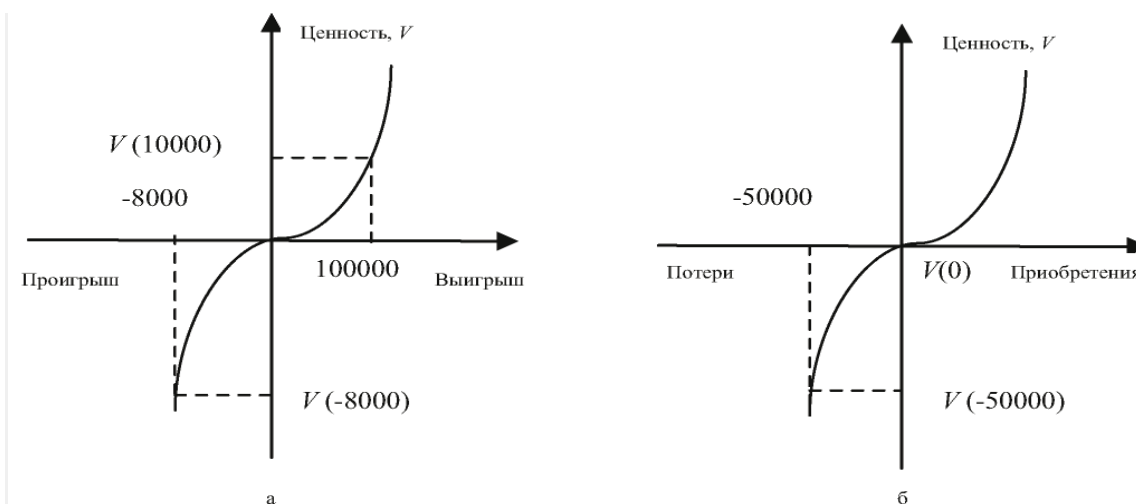 Ценность, V
V (10000)
-8000
100000
Проигрыш
Выигрыш
V (-8000)
а
Ценность, V
-50000
Потери
V(0)
Приобретения
V (-50000)
б